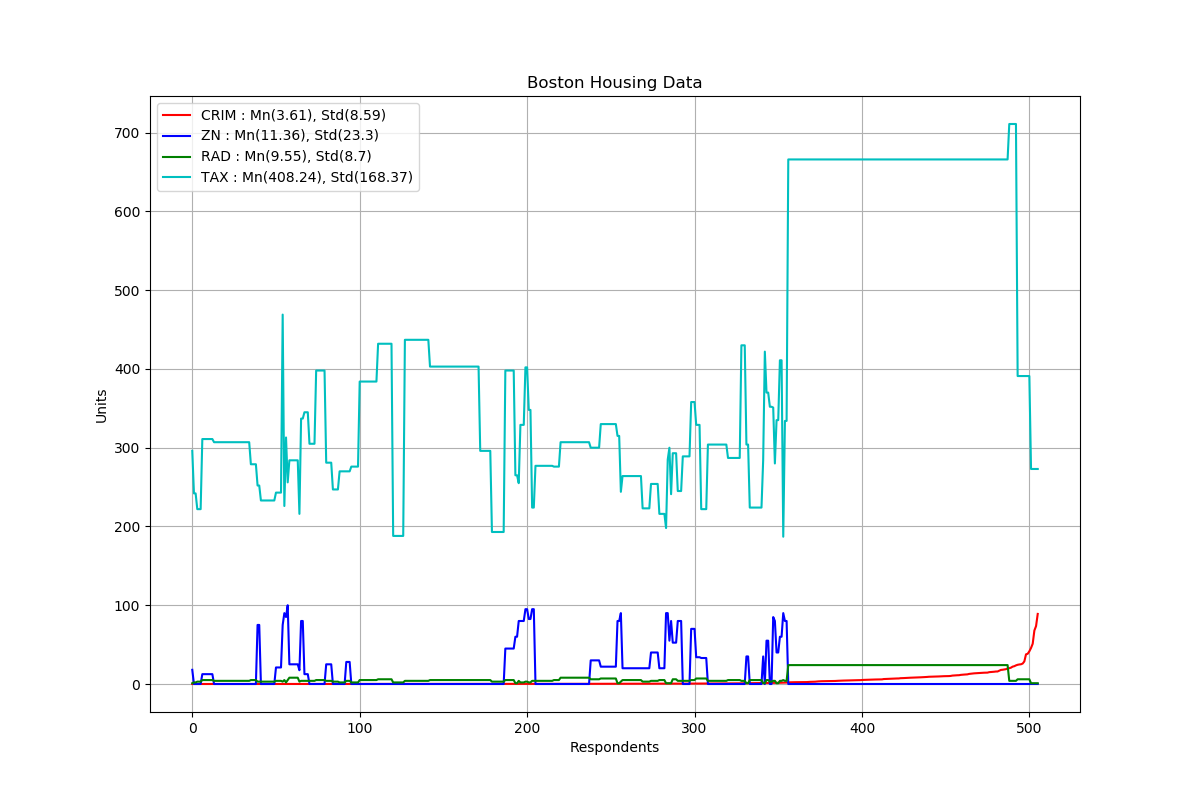 Boston Housing Data
CRIM : Mn(3.61), Std(8.59)
ZN : Mn(11.36), Std(23.3)
RAD : Mn(9.55), Std(8.7)
TAX : Mn(408.24), Std(168.37)
700
600
500
400
300
200
100
0
Units
0 100 200 300 400 500
Respondents